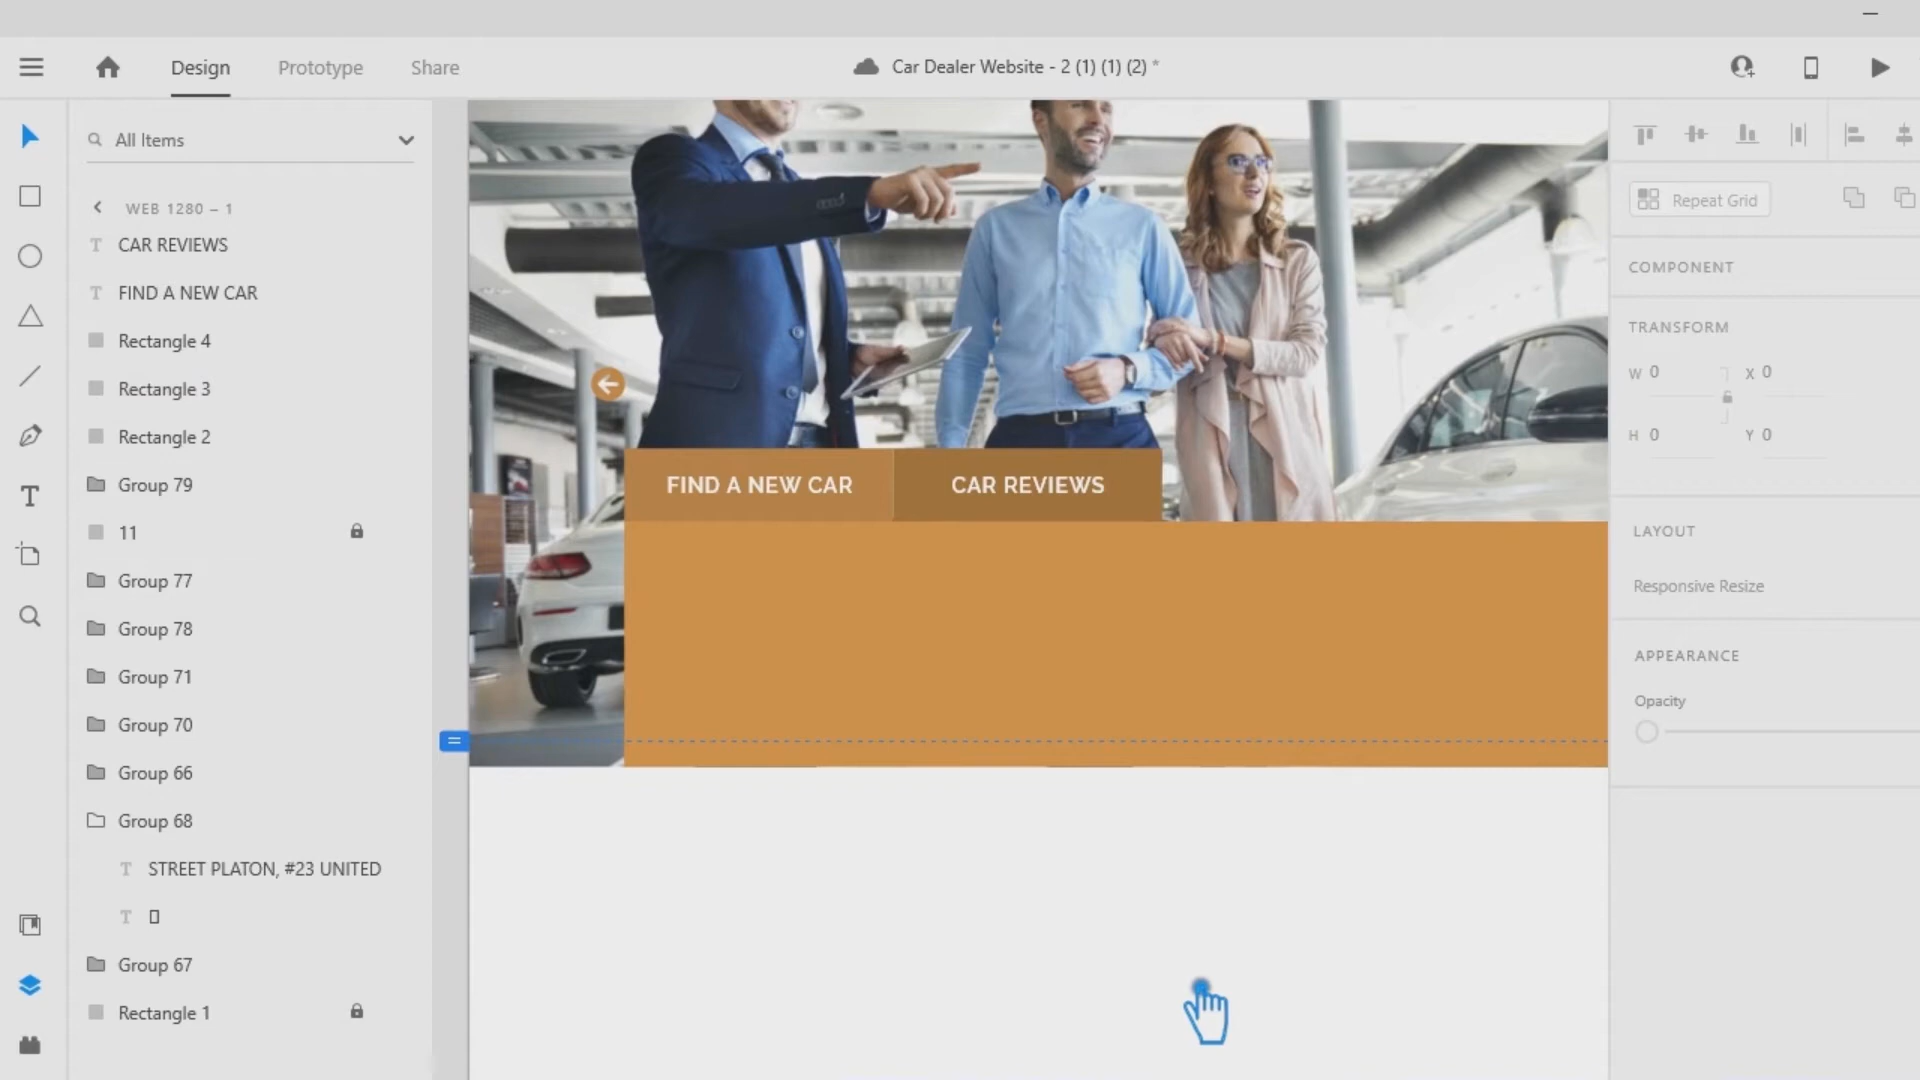 Design
Prototype
Share
Car Dealer Website - 2 (1) (1) (2) *
All Items
WEB 1280 – 1
T CAR REVIEWS
T FIND A NEW CAR
Rectangle 4
Rectangle 3
Rectangle 2
Group 79
11
Group 77
Group 78
Group 71
Group 70
Group 66
Group 68
T STREET PLATON, #23 UNITED
T
Group 67
Rectangle 1
FIND A NEW CAR
CAR REVIEWS
Repeat Grid
COMPONENT
TRANSFORM
W 0 X 0
H 0 Y 0
LAYOUT
Responsive Resize
APPEARANCE
Opacity